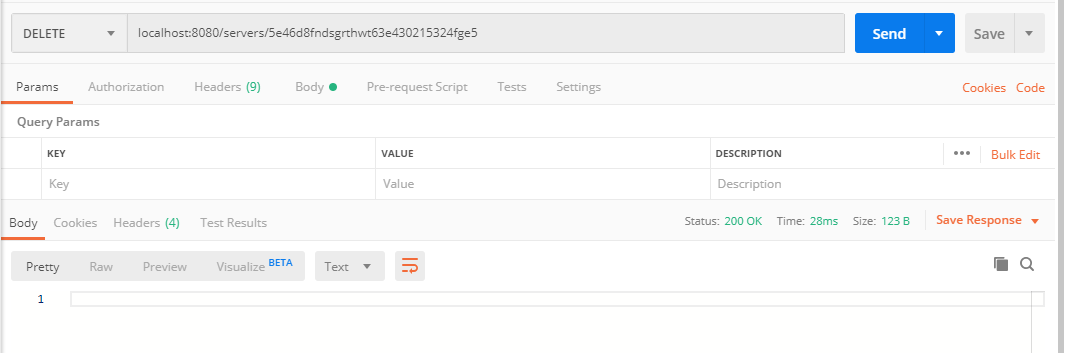 DELETE localhost:8080/servers/5e46d8fndsgrthwt63e430215324fge5 Send Save
Params Authorization Headers (9) Body Pre-request Script Tests Settings Cookies Code
Query Params
KEY VALUE DESCRIPTION ••• Bulk Edit
Key Value Description
Body Cookies Headers (4) Test Results Status: 200 OK Time: 28ms Size: 123 B Save Response
Pretty Raw Preview Visualize BETA Text
1